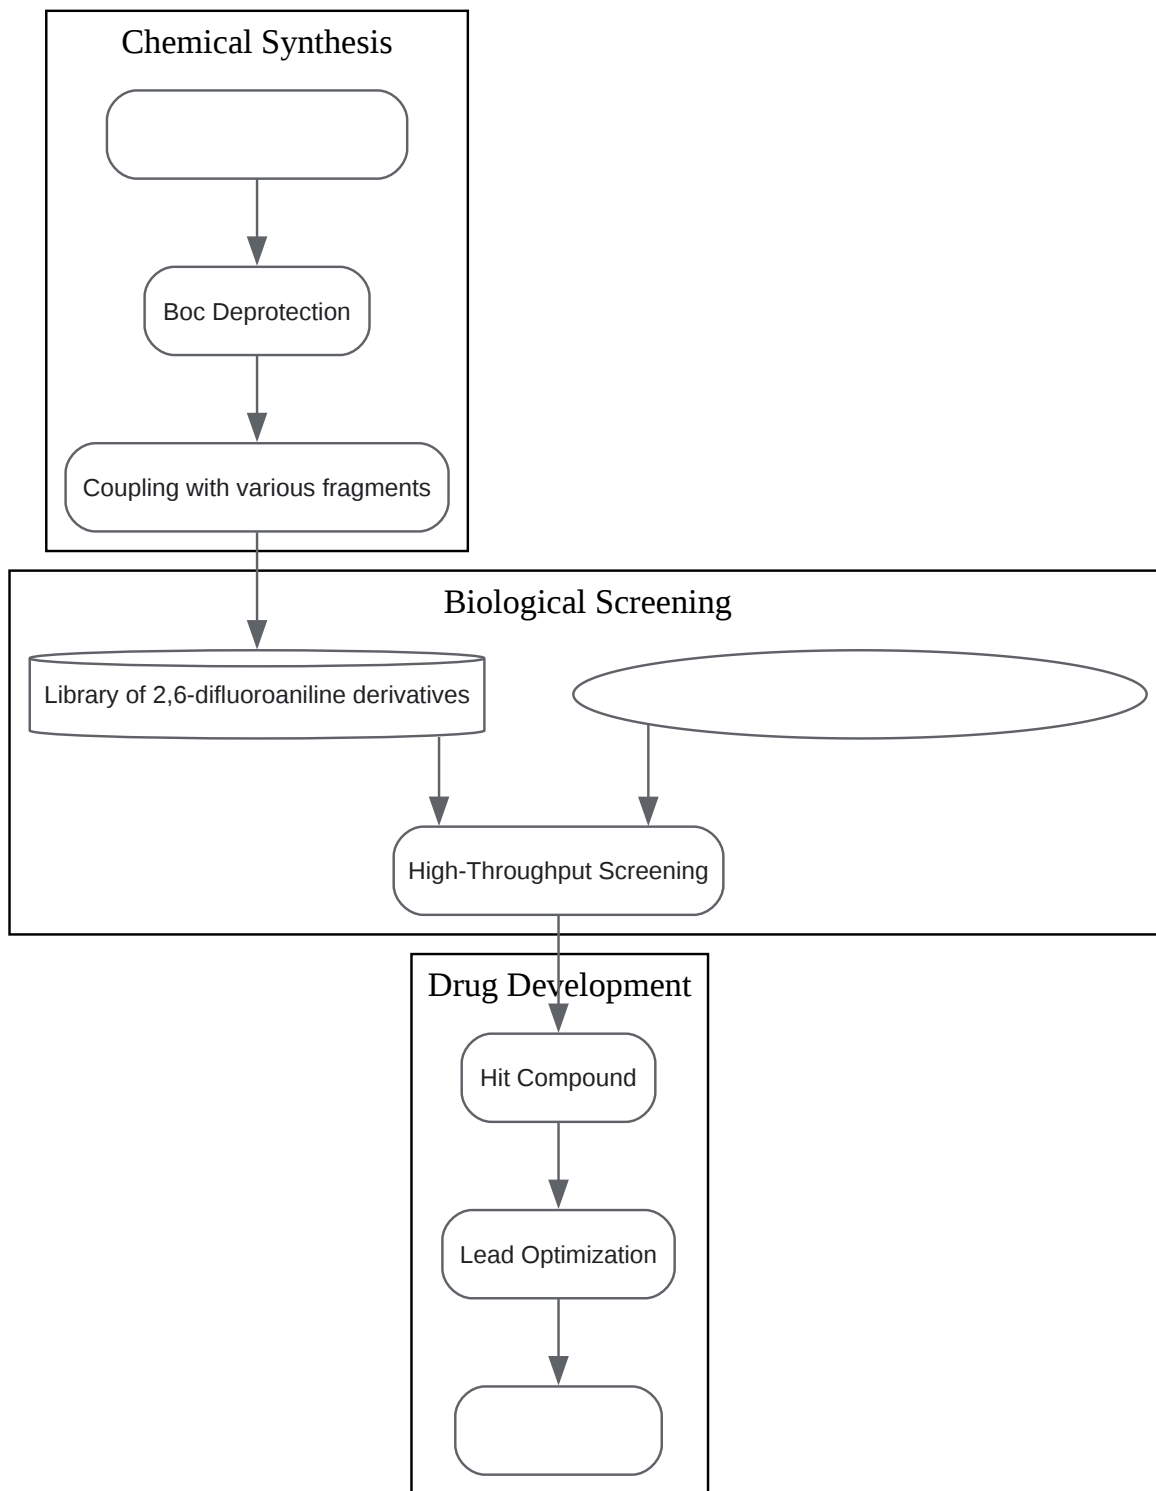 Chemical Synthesis
Boc Deprotection
Coupling with various fragments
Biological Screening
Library of 2,6-difluoroaniline derivatives
High-Throughput Screening
Drug Development
Hit Compound
Lead Optimization